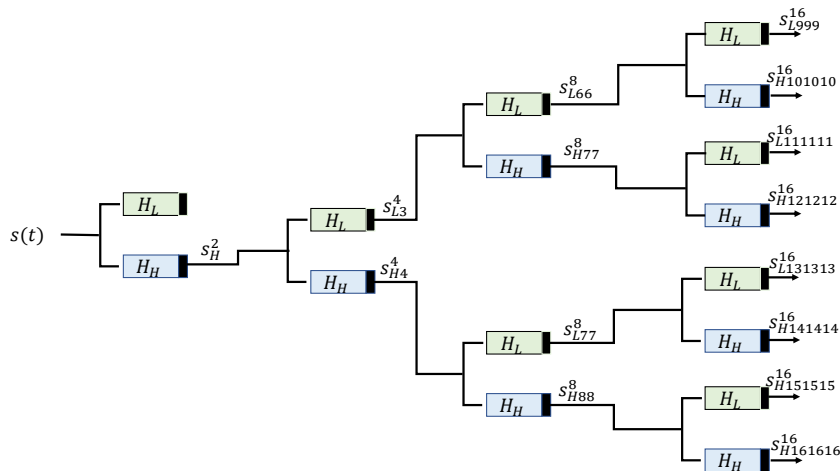 s_{L999}^{16}
H_L
s_{H101010}^{16}
H_H
s_{L66}^{8}
H_L
s_{L111111}^{16}
H_L
s_{H77}^{8}
H_H
s_{H121212}^{16}
H_H
s_{L3}^{4}
H_L
H_L
s(t)
s_{H}^{2}
H_H
s_{H4}^{4}
H_H
s_{L131313}^{16}
H_L
s_{L77}^{8}
H_L
s_{H141414}^{16}
H_H
s_{H88}^{8}
H_H
s_{H151515}^{16}
H_L
s_{H161616}^{16}
H_H